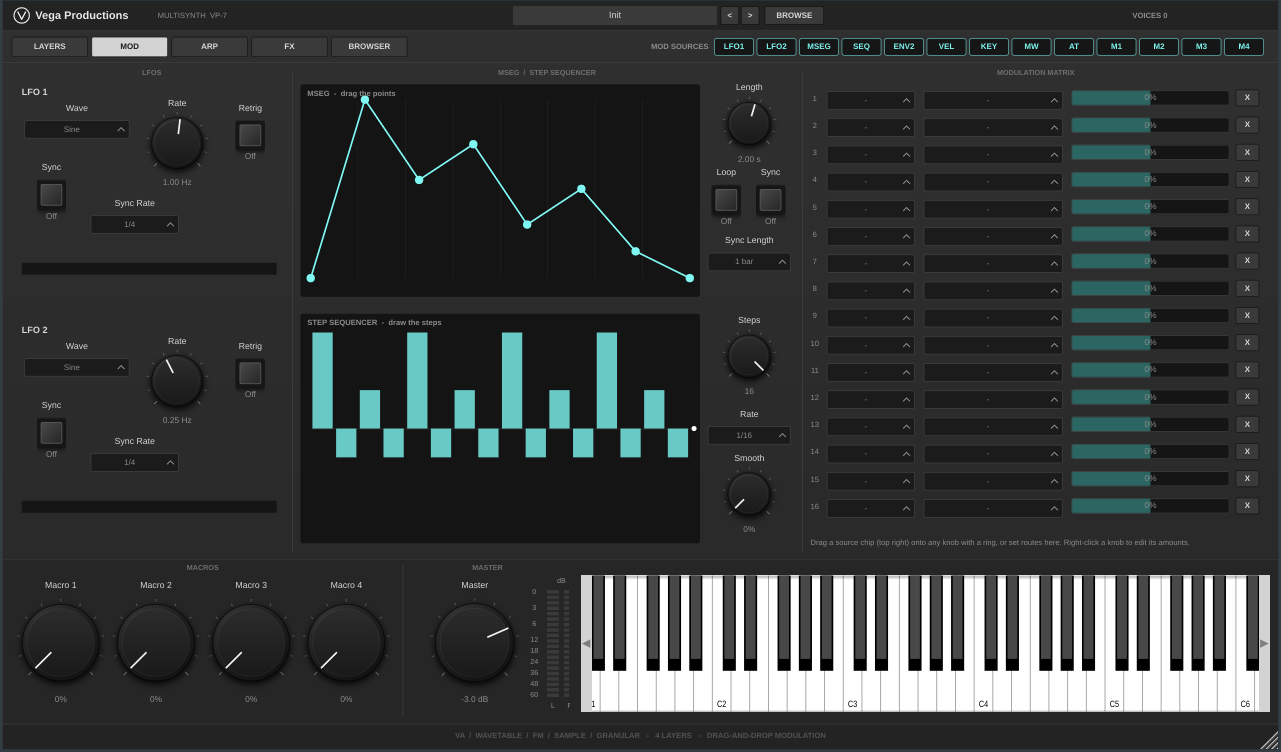 Vega Productions MULTISYNTH VP-7 Init < > BROWSE VOICES 0
LAYERS MOD ARP FX BROWSER MOD SOURCES LFO1 LFO2 MSEG SEQ ENV2 VEL KEY MW AT M1 M2 M3 M4
LFOS
LFO 1
Wave Rate Retrig
Sine
Off
Sync
1.00 Hz
Off
Sync Rate
1/4
LFO 2
Wave Rate Retrig
Sine
Off
Sync
0.25 Hz
Off
Sync Rate
1/4
MSEG / STEP SEQUENCER
MSEG - drag the points
Length
2.00 s
Loop Sync
Off Off
Sync Length
1 bar
STEP SEQUENCER - draw the steps
Steps
16
Rate
1/16
Smooth
0%
MODULATION MATRIX
1 - - 0% X
2 - - 0% X
3 - - 0% X
4 - - 0% X
5 - - 0% X
6 - - 0% X
7 - - 0% X
8 - - 0% X
9 - - 0% X
10 - - 0% X
11 - - 0% X
12 - - 0% X
13 - - 0% X
14 - - 0% X
15 - - 0% X
16 - - 0% X
Drag a source chip (top right) onto any knob with a ring, or set routes here. Right-click a knob to edit its amounts.
MACROS
Macro 1 Macro 2 Macro 3 Macro 4
0% 0% 0% 0%
MASTER
Master
-3.0 dB
dB
0
3
6
12
18
24
36
48
60
L
1 C2 C3 C4 C5 C6
VA / WAVETABLE / FM / SAMPLE / GRANULAR - 4 LAYERS - DRAG-AND-DROP MODULATION